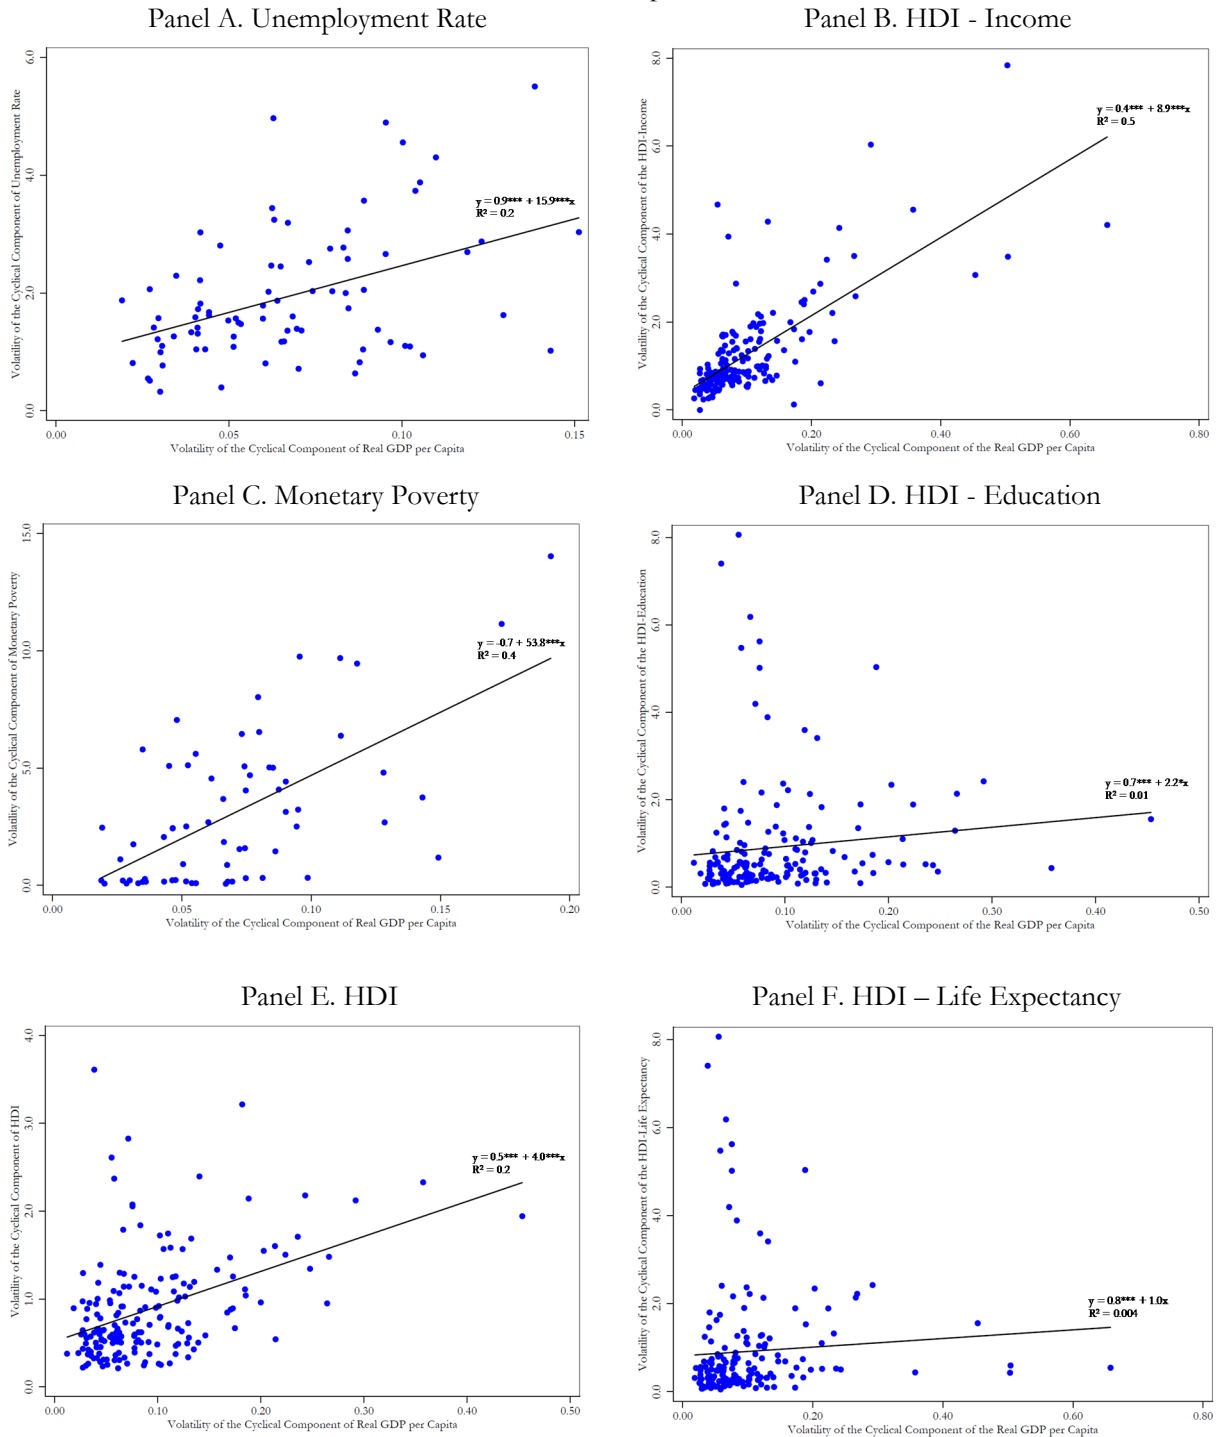 Panel A. Unemployment Rate
Volatility of the Cyclical Component of Unemployment Rate
6.0
4.0
2.0
0.0
y = 0.9*** + 15.9***x
R² = 0.2
0.00 0.05 0.10 0.15
Volatility of the Cyclical Component of Real GDP per Capita
Panel B. HDI - Income
Volatility of the Cyclical Component of the HDI-Income
8.0
6.0
4.0
2.0
0.0
y = 0.4*** + 8.9***x
R² = 0.5
0.00 0.20 0.40 0.60 0.80
Volatility of the Cyclical Component of the Real GDP per Capita
Panel C. Monetary Poverty
Volatility of the Cyclical Component of Monetary Poverty
15.0
10.0
5.0
0.0
y = -0.7 + 53.8***x
R² = 0.4
0.00 0.05 0.10 0.15 0.20
Volatility of the Cyclical Component of Real GDP per Capita
Panel D. HDI - Education
Volatility of the Cyclical Component of the HDI-Education
8.0
6.0
4.0
2.0
0.0
y = 0.7*** + 2.2*x
R² = 0.01
0.00 0.10 0.20 0.30 0.40 0.50
Volatility of the Cyclical Component of the Real GDP per Capita
Panel E. HDI
Volatility of the Cyclical Component of HDI
4.0
3.0
2.0
1.0
0.0
y = 0.5*** + 4.0***x
R² = 0.2
0.00 0.10 0.20 0.30 0.40 0.50
Volatility of the Cyclical Component of Real GDP per Capita
Panel F. HDI – Life Expectancy
Volatility of the Cyclical Component of the HDI-Life Expectancy
8.0
6.0
4.0
2.0
0.0
y = 0.8*** + 1.0x
R² = 0.004
0.00 0.20 0.40 0.60 0.80
Volatility of the Cyclical Component of the Real GDP per Capita